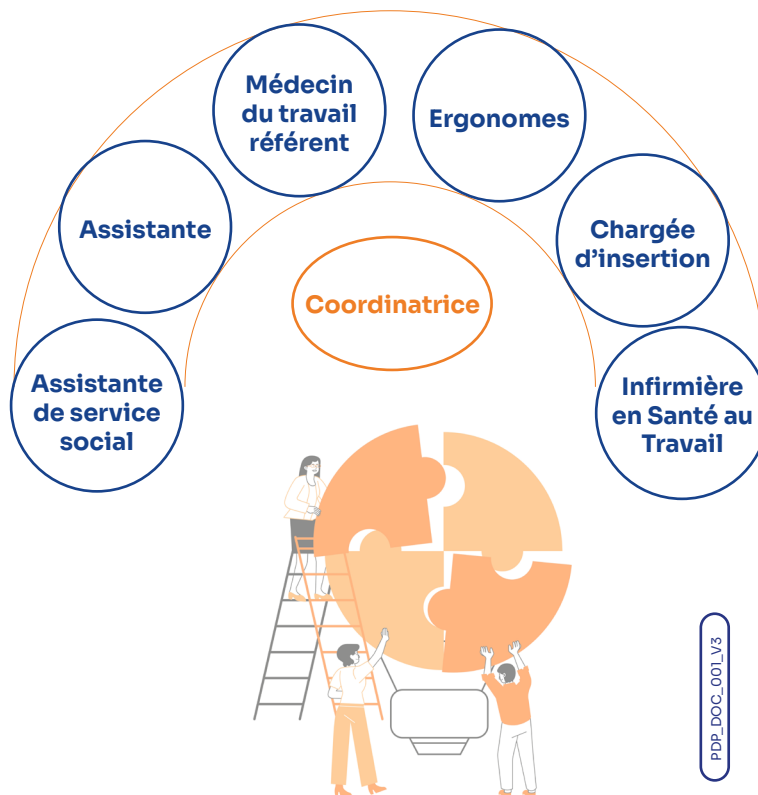 Médecin
du travail
référent
Ergonomes
Assistante
Chargée
d'insertion
Coordinatrice
Assistante
de service
social
Infirmière
en Santé au
Travail
PDP_DOC_001_V3